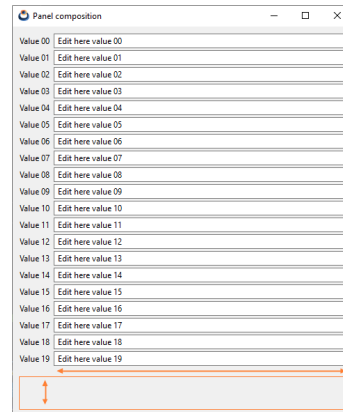 Panel composition
Value 00 Edit here value 00
Value 01 Edit here value 01
Value 02 Edit here value 02
Value 03 Edit here value 03
Value 04 Edit here value 04
Value 05 Edit here value 05
Value 06 Edit here value 06
Value 07 Edit here value 07
Value 08 Edit here value 08
Value 09 Edit here value 09
Value 10 Edit here value 10
Value 11 Edit here value 11
Value 12 Edit here value 12
Value 13 Edit here value 13
Value 14 Edit here value 14
Value 15 Edit here value 15
Value 16 Edit here value 16
Value 17 Edit here value 17
Value 18 Edit here value 18
Value 19 Edit here value 19